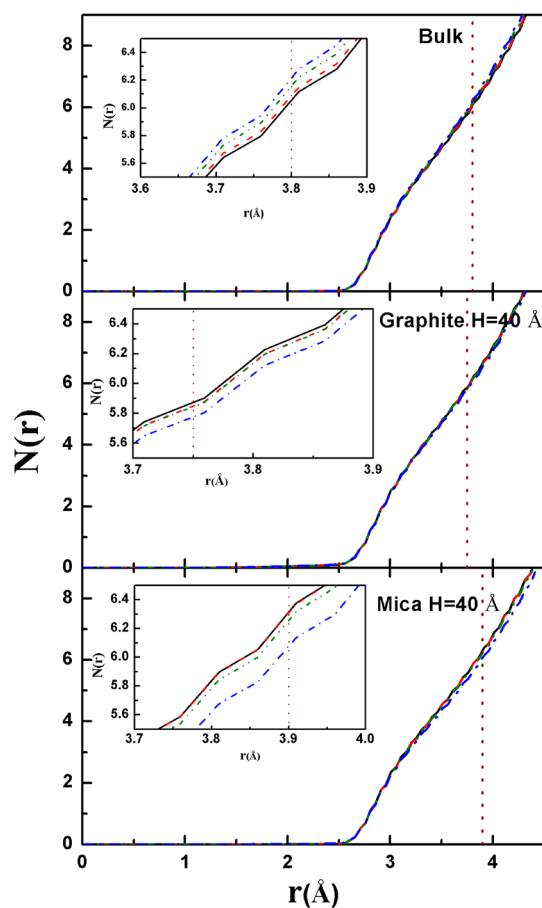 Bulk
N(r)
6.4
6.2
6.0
5.8
5.6
3.6 3.7 3.8 3.9
r(Å)
8
6
4
2
0
Graphite H=40 Å
N(r)
6.4
6.2
6.0
5.8
5.6
3.7 3.8 3.9
r(Å)
8
6
4
2
0
Mica H=40 Å
N(r)
6.4
6.2
6.0
5.8
5.6
3.7 3.8 3.9 4.0
r(Å)
8
6
4
2
0
N(r)
0 1 2 3 4
r(Å)